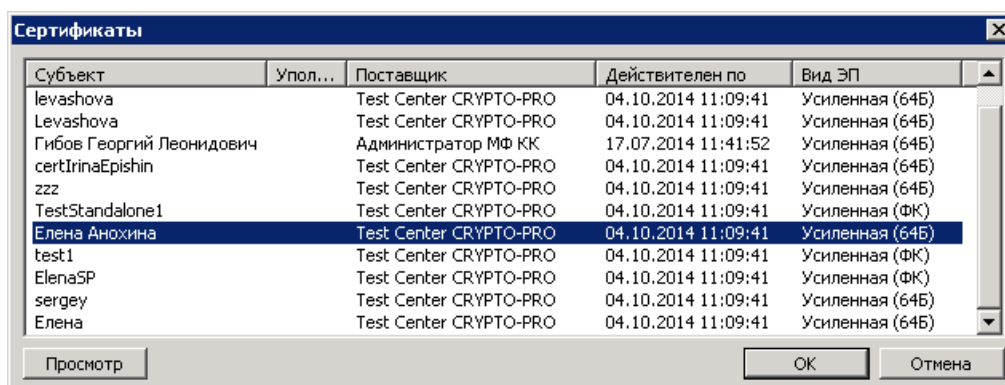 Сертификаты
Субъект Упол... Поставщик Действителен по Вид ЭП
levashova Test Center CRYPTO-PRO 04.10.2014 11:09:41 Усиленная (64Б)
Levashova Test Center CRYPTO-PRO 04.10.2014 11:09:41 Усиленная (64Б)
Гибов Георгий Леонидович Администратор МФ КК 17.07.2014 11:41:52 Усиленная (64Б)
certIrinaEpishin Test Center CRYPTO-PRO 04.10.2014 11:09:41 Усиленная (64Б)
zzz Test Center CRYPTO-PRO 04.10.2014 11:09:41 Усиленная (64Б)
TestStandalone1 Test Center CRYPTO-PRO 04.10.2014 11:09:41 Усиленная (ФК)
Елена Анохина Test Center CRYPTO-PRO 04.10.2014 11:09:41 Усиленная (64Б)
test1 Test Center CRYPTO-PRO 04.10.2014 11:09:41 Усиленная (ФК)
ElenaSP Test Center CRYPTO-PRO 04.10.2014 11:09:41 Усиленная (ФК)
sergey Test Center CRYPTO-PRO 04.10.2014 11:09:41 Усиленная (64Б)
Елена Test Center CRYPTO-PRO 04.10.2014 11:09:41 Усиленная (64Б)
Просмотр OK Отмена